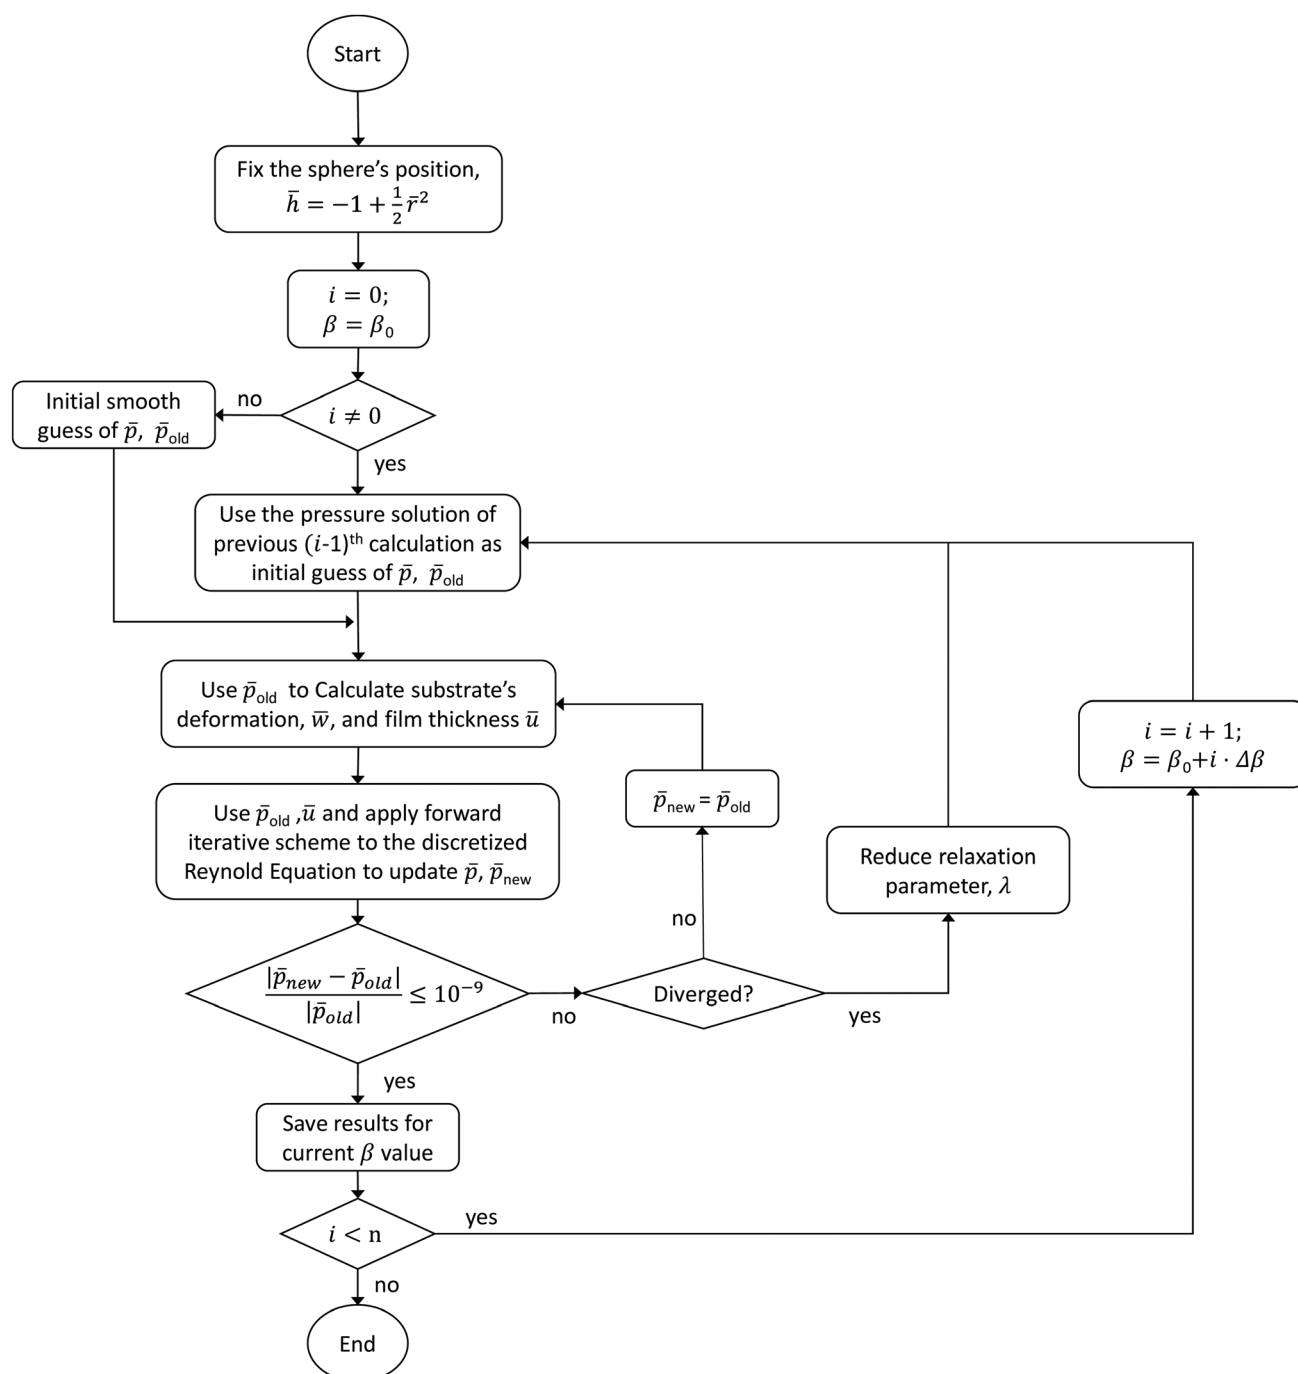 Start
Fix the sphere’s position,
h̄ = −1 + 1/2 r̄²
i = 0;
β = β₀
i ≠ 0
no
Initial smooth
guess of p̄, p̄old
yes
Use the pressure solution of
previous (i-1)th calculation as
initial guess of p̄, p̄old
Use p̄old to Calculate substrate’s
deformation, w̄, and film thickness ū
Use p̄old ,ū and apply forward
iterative scheme to the discretized
Reynold Equation to update p̄, p̄new
|p̄new − p̄old| / |p̄old| ≤ 10⁻⁹
no
Diverged?
no
p̄new = p̄old
yes
Reduce relaxation
parameter, λ
i = i + 1;
β = β₀+i · Δβ
yes
Save results for
current β value
i < n
yes
no
End